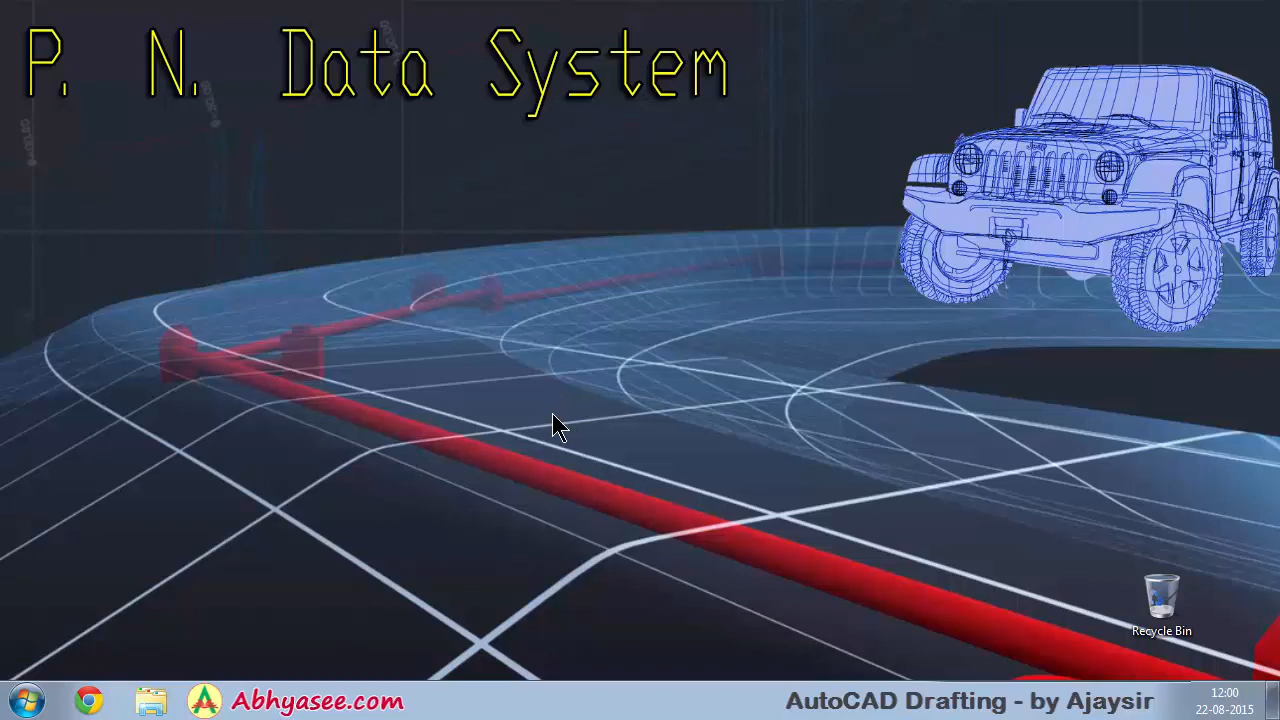 P. N. Data System
Recycle Bin
Abhyasee.com
AutoCAD Drafting - by Ajaysir
12:00
22-08-2015